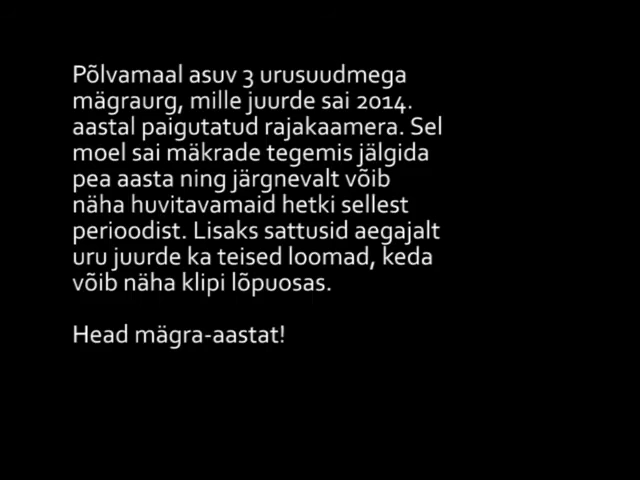 Põlvamaal asuv 3 urusuudmega
mägraurg, mille juurde sai 2014.
aastal paigutatud rajakaamera. Sel
moel sai mäkrade tegemis jälgida
pea aasta ning järgnevalt võib
näha huvitavamaid hetki sellest
perioodist. Lisaks sattusid aegajalt
uru juurde ka teised loomad, keda
võib näha klipi lõpuosas.
Head mägra-aastat!